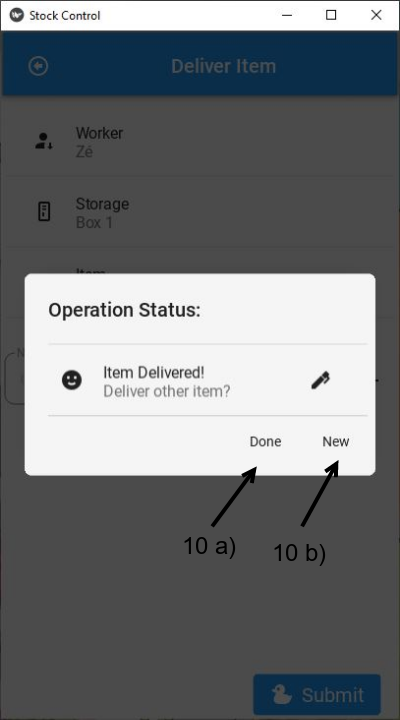 Stock Control
Deliver Item
Worker
Zé
Storage
Box 1
Item
Operation Status:
Item Delivered!
Deliver other item?
Done
New
10 a)
10 b)
Submit